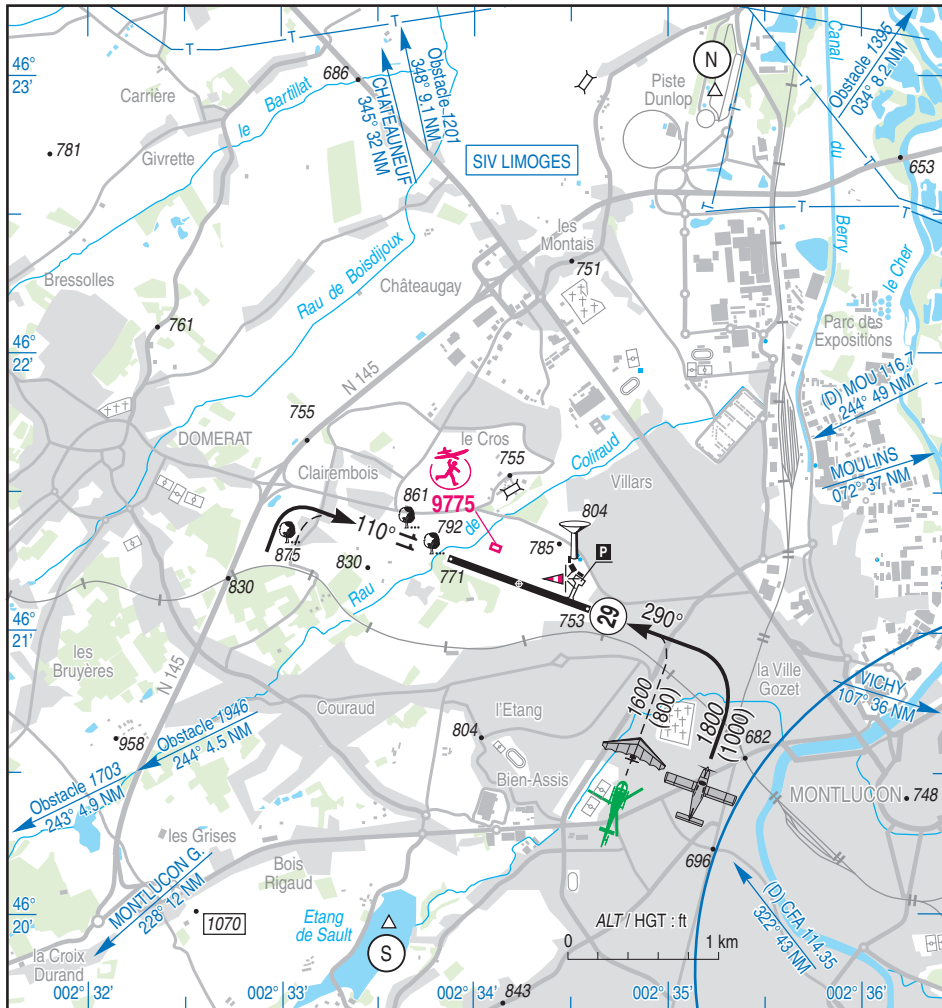 46°
23'
Carrière
686
le Bartillat
CHATEAUNEUF
345° 32 NM
Obstacle 1201
348° 9.1 NM
N
Piste
Dunlop
Canal
du
Berry
Obstacle 1395
034° 8.2 NM
781
Givrette
SIV LIMOGES
653
T
T
T
T
T
T
T
T
Bressolles
Rau de Boisdijoux
les
Montais
751
Châteaugay
le Cher
761
Parc des
Expositions
46°
22'
N 145
(D) MOU 116.7
244° 49 NM
755
DOMERAT
le Cros
Clairembois
755
Coliraud
MOULINS
072° 37 NM
Villars
861
9775
804
110°
11
792
de
785
P
875
830
771
830
Rau
753
29
290°
46°
21'
les
Bruyères
N 145
la Ville
Gozet
VICHY
107° 36 NM
Couraud
l'Etang
1600
(800)
1800
(1000)
682
958
Obstacle 1946
244° 4.5 NM
804
Bien-Assis
Obstacle 1703
243° 4.9 NM
MONTLUCON
748
les Grises
696
MONTLUCON G.
228° 12 NM
Bois
Rigaud
(D) CFA 114.35
322° 43 NM
46°
20'
1070
Etang
de Sault
ALT / HGT : ft
la Croix
Durand
S
0
1 km
843
002° 32'
002° 33'
002° 34'
002° 35'
002° 36'